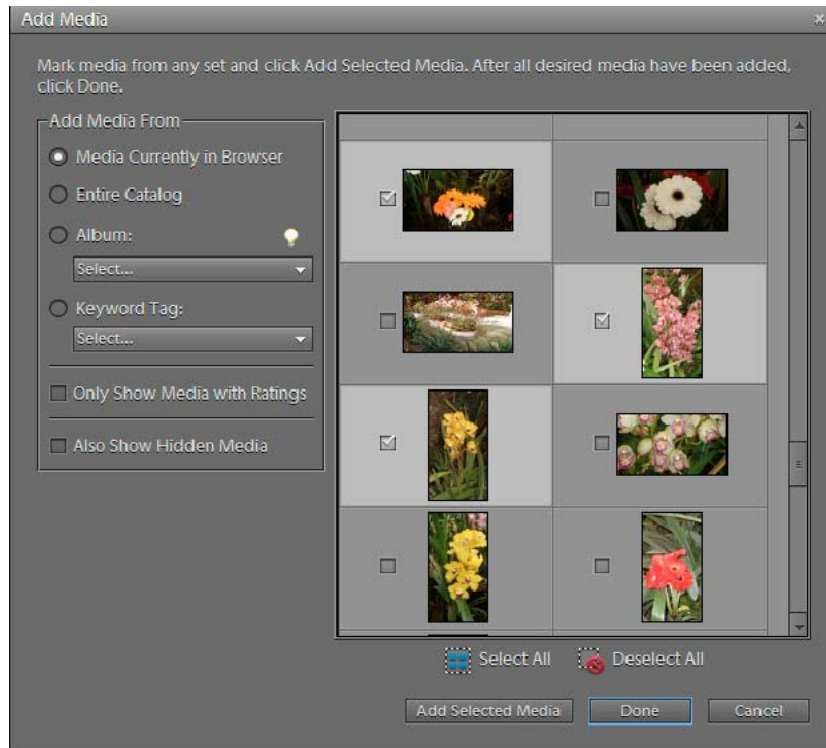 Add Media
Mark media from any set and click Add Selected Media. After all desired media have been added,
click Done.
Add Media From
Media Currently in Browser
Entire Catalog
Album:
Select...
Keyword Tag:
Select...
Only Show Media with Ratings
Also Show Hidden Media
Select All
Deselect All
Add Selected Media
Done
Cancel